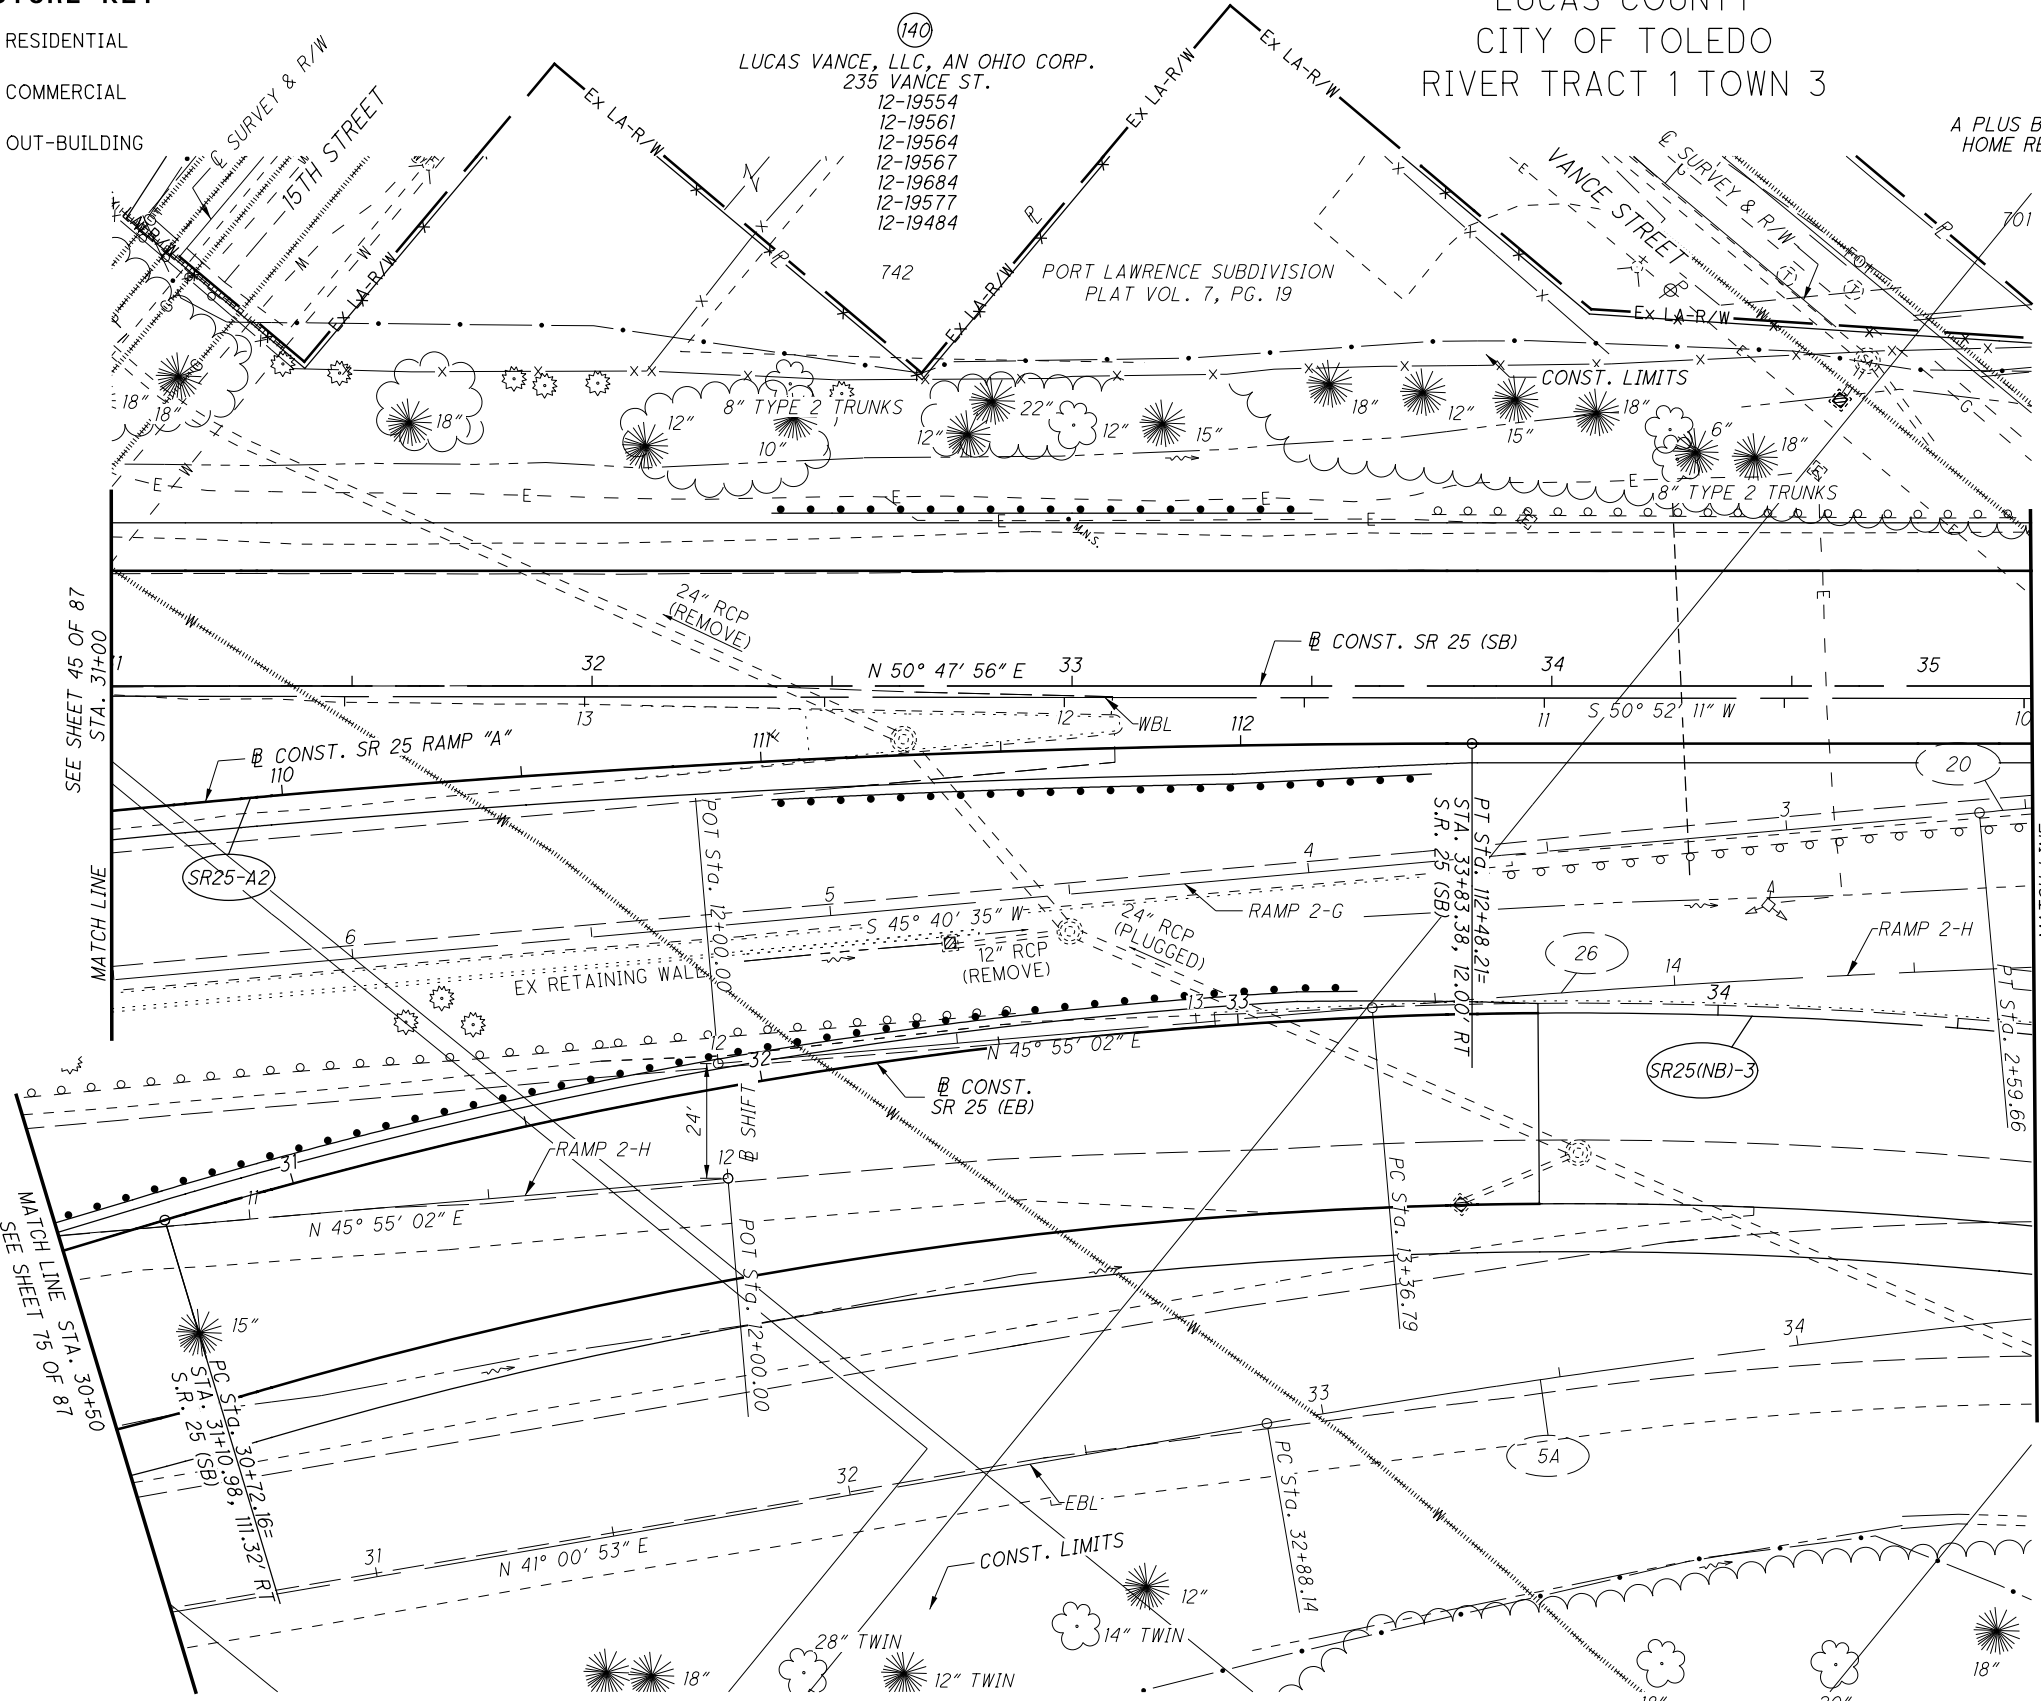 RESIDENTIAL
COMMERCIAL
OUT-BUILDING
140
LUCAS VANCE, LLC, AN OHIO CORP.
235 VANCE ST.
12-19554
12-19561
12-19564
12-19567
12-19684
12-19577
12-19484
742
PORT LAWRENCE SUBDIVISION
PLAT VOL. 7, PG. 19
LUCAS COUNTY
CITY OF TOLEDO
RIVER TRACT 1 TOWN 3
A PLUS B
HOME RE
701
℄ SURVEY & R/W
15TH STREET
Ex LA-R/W
Ex LA-R/W
Ex LA-R/W
Ex LA-R/W
Ex LA-R/W
Ex LA-R/W
VANCE STREET
℄ SURVEY & R/W
CONST. LIMITS
18"
18"
18"
12"
8" TYPE 2 TRUNKS
10"
12"
22"
12"
15"
18"
12"
15"
18"
6"
18"
8" TYPE 2 TRUNKS
M.N.S.
SEE SHEET 45 OF 87
STA. 31+00
MATCH LINE
24" RCP
(REMOVE)
32
N 50° 47' 56" E
33
34
35
B CONST. SR 25 (SB)
13
12
11
10
S 50° 52' 11" W
WBL
B CONST. SR 25 RAMP "A"
110
111
112
SR25-A2
20
3
4
5
6
POT Sta. 12+00.00
PT Sta. 112+48.21=
STA. 33+83.38, 12.00' RT
S.R. 25 (SB)
S 45° 40' 35" W
RAMP 2-G
24" RCP
(PLUGGED)
12" RCP
(REMOVE)
EX RETAINING WALL
26
RAMP 2-H
14
34
13
33
PT Sta. 2+59.66
N 45° 55' 02" E
12
32
B CONST.
SR 25 (EB)
SR25(NB)-3
24'
B SHIFT
12
RAMP 2-H
31
11
N 45° 55' 02" E
POT Sta. 12+00.00
PC Sta. 13+36.79
MATCH LINE STA. 30+50
SEE SHEET 75 OF 87
15"
PC Sta. 30+72.16=
STA. 31+10.98, 111.32' RT
S.R. 25 (SB)
34
33
5A
32
PC Sta. 32+88.14
EBL
31
N 41° 00' 53" E
CONST. LIMITS
12"
14" TWIN
28" TWIN
12" TWIN
18"
18"